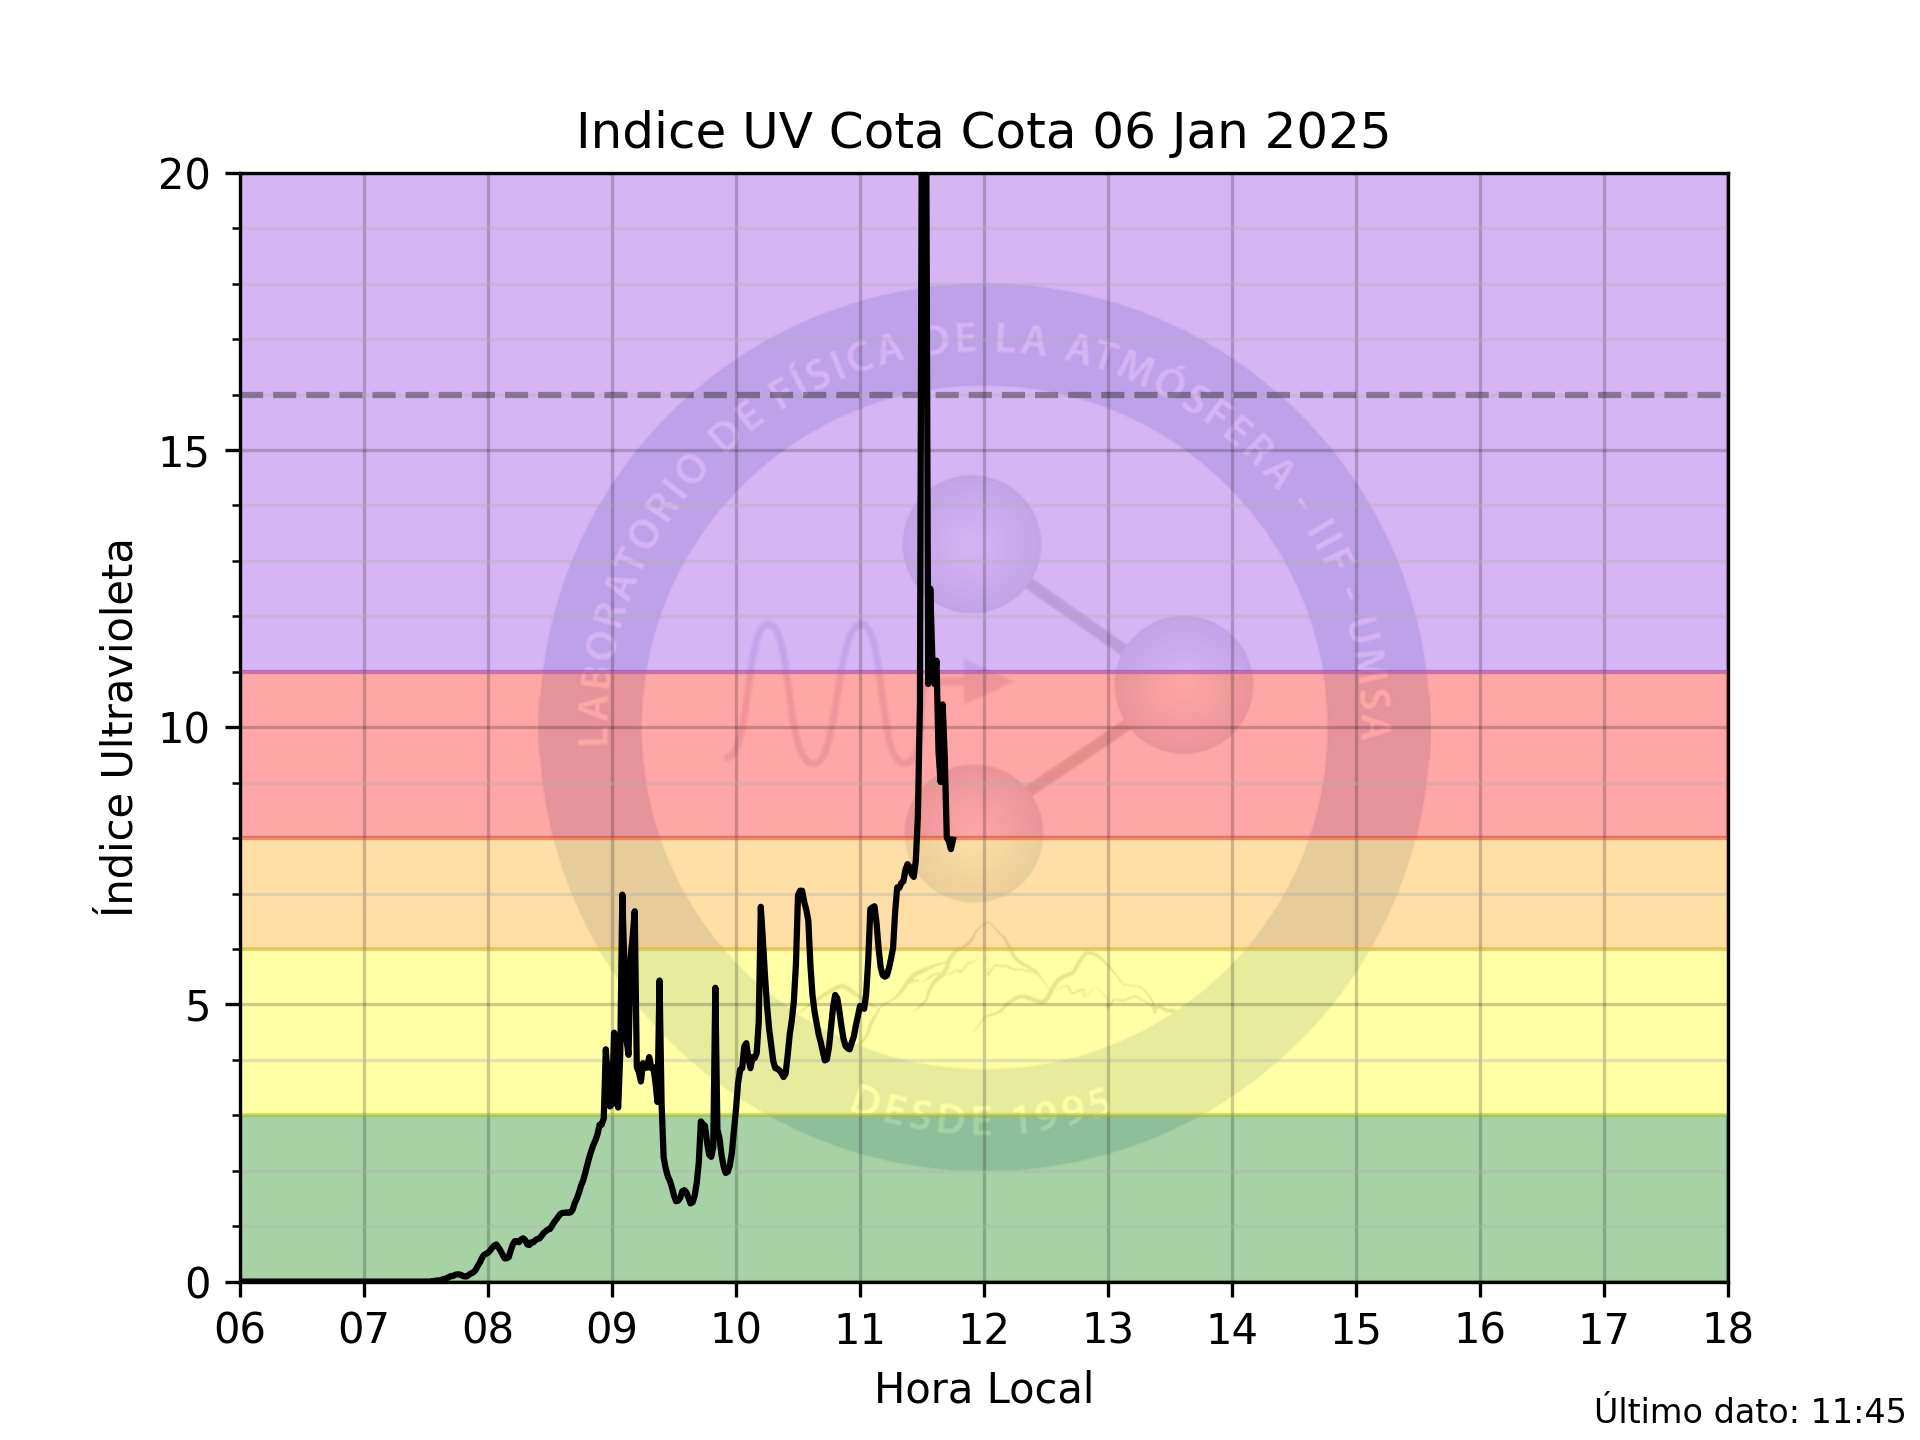 Indice UV Cota Cota 06 Jan 2025
20
15
10
5
0
Índice Ultravioleta
LABORATORIO DE FÍSICA DE LA ATMÓSFERA - IIF - UMSA
DESDE 1995
06 07 08 09 10 11 12 13 14 15 16 17 18
Hora Local
Último dato: 11:45